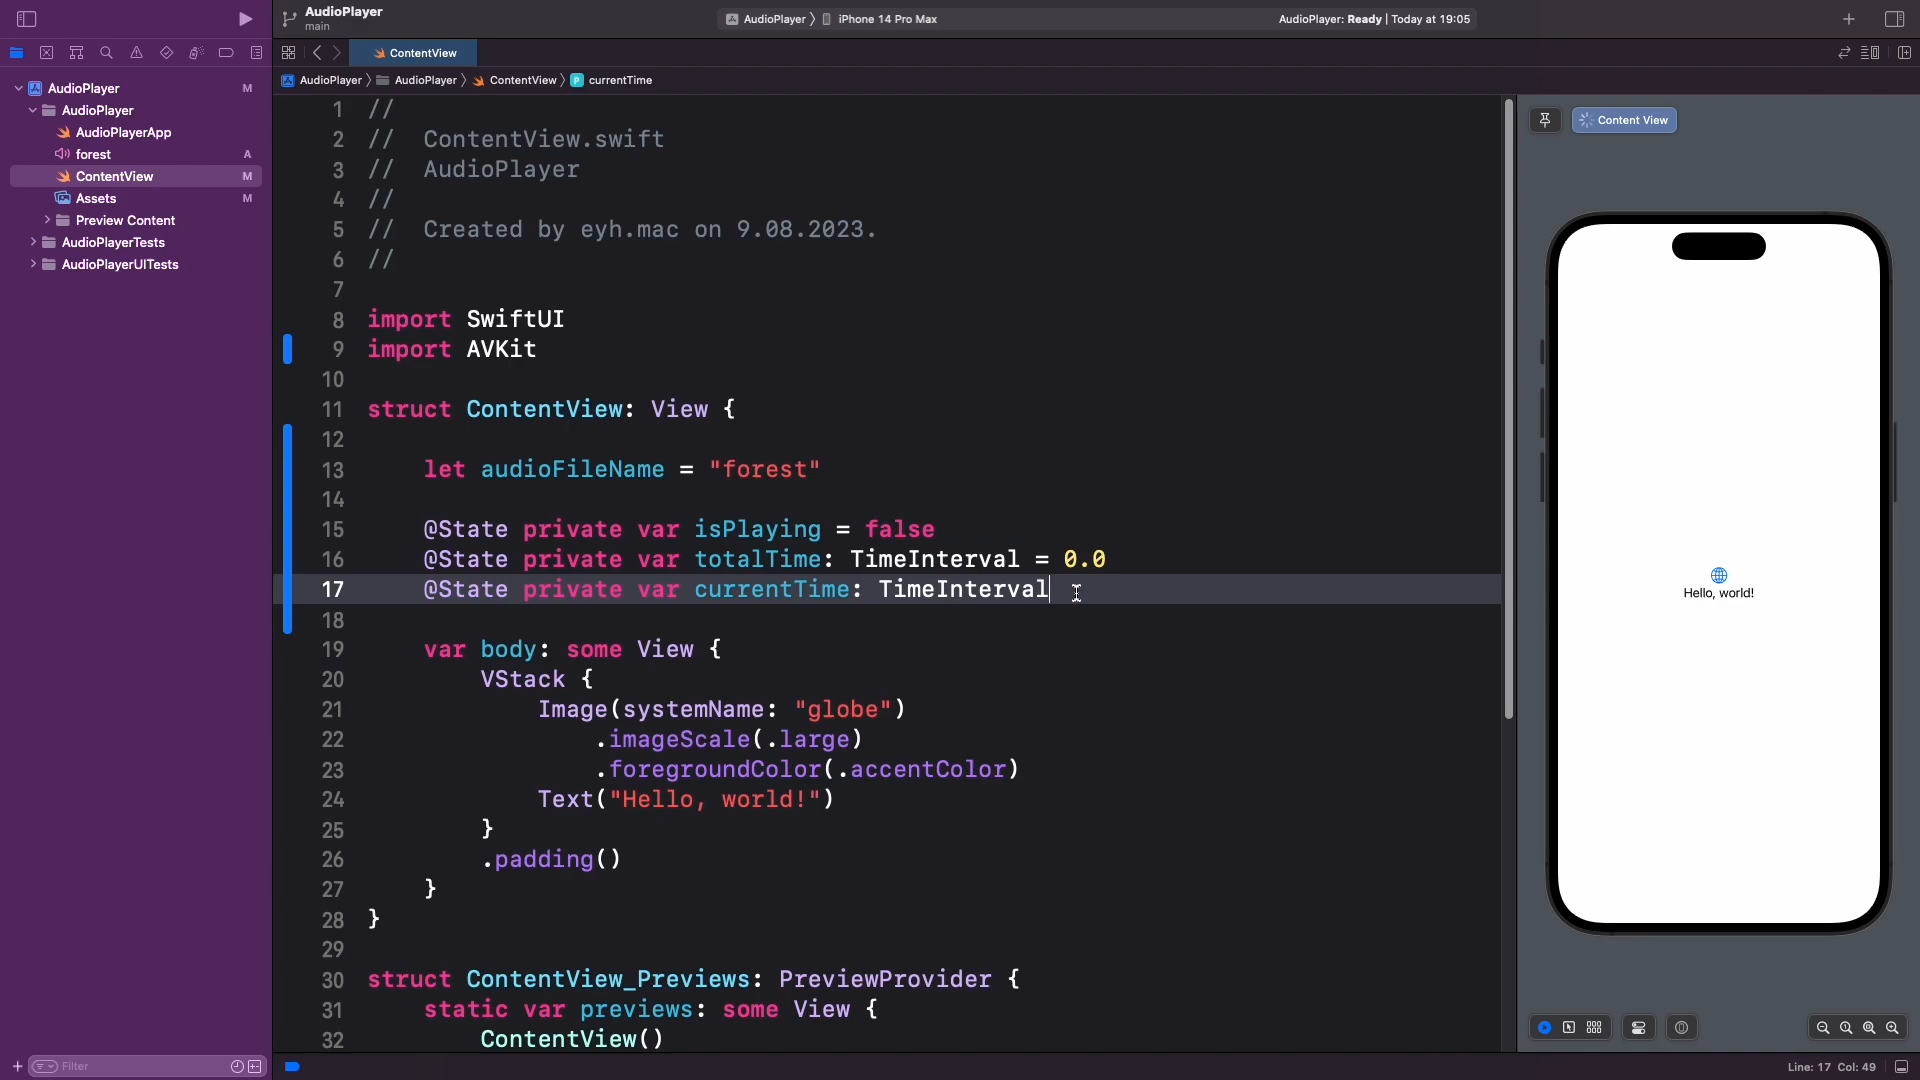 AudioPlayer
main
AudioPlayer 〉 iPhone 14 Pro Max
AudioPlayer: Ready | Today at 19:05
ContentView
AudioPlayer 〉 AudioPlayer 〉 ContentView 〉 P currentTime
AudioPlayer M
AudioPlayer
AudioPlayerApp
forest A
ContentView M
Assets M
Preview Content
AudioPlayerTests
AudioPlayerUITests
Filter
1 //
2 //  ContentView.swift
3 //  AudioPlayer
4 //
5 //  Created by eyh.mac on 9.08.2023.
6 //
7
8 import SwiftUI
9 import AVKit
10
11 struct ContentView: View {
12
13     let audioFileName = "forest"
14
15     @State private var isPlaying = false
16     @State private var totalTime: TimeInterval = 0.0
17     @State private var currentTime: TimeInterval
18
19     var body: some View {
20         VStack {
21             Image(systemName: "globe")
22                 .imageScale(.large)
23                 .foregroundColor(.accentColor)
24             Text("Hello, world!")
25         }
26         .padding()
27     }
28 }
29
30 struct ContentView_Previews: PreviewProvider {
31     static var previews: some View {
32         ContentView()
Content View
Hello, world!
Line: 17 Col: 49